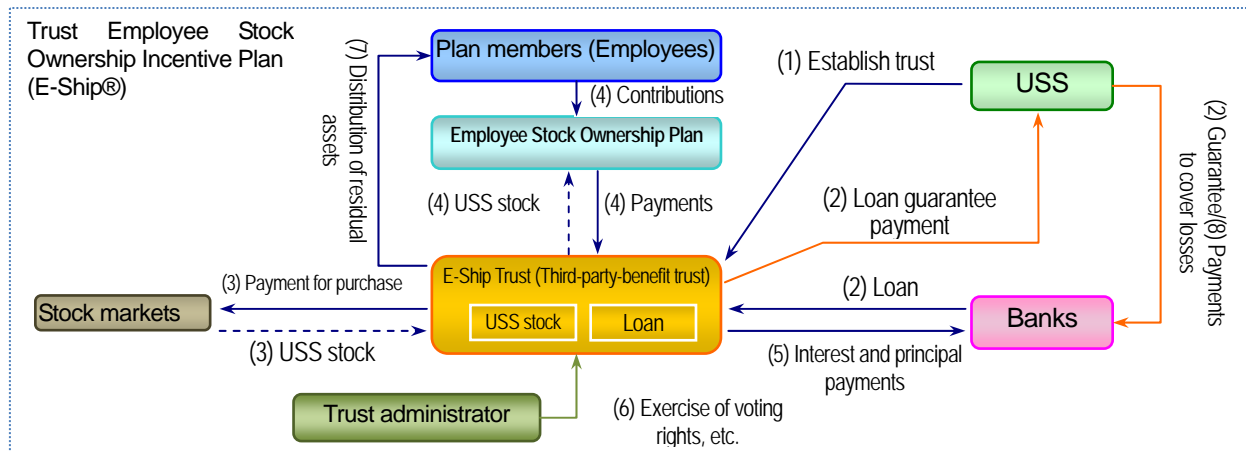 Trust Employee Stock
Ownership Incentive Plan
(E-Ship®)
(7) Distribution of residual
assets
Plan members (Employees)
(4) Contributions
Employee Stock Ownership Plan
(4) USS stock
(4) Payments
(1) Establish trust
USS
(2) Guarantee/(8) Payments
to cover losses
(2) Loan guarantee
payment
(3) Payment for purchase
Stock markets
(3) USS stock
E-Ship Trust (Third-party-benefit trust)
USS stock
Loan
(2) Loan
Banks
(5) Interest and principal
payments
Trust administrator
(6) Exercise of voting
rights, etc.